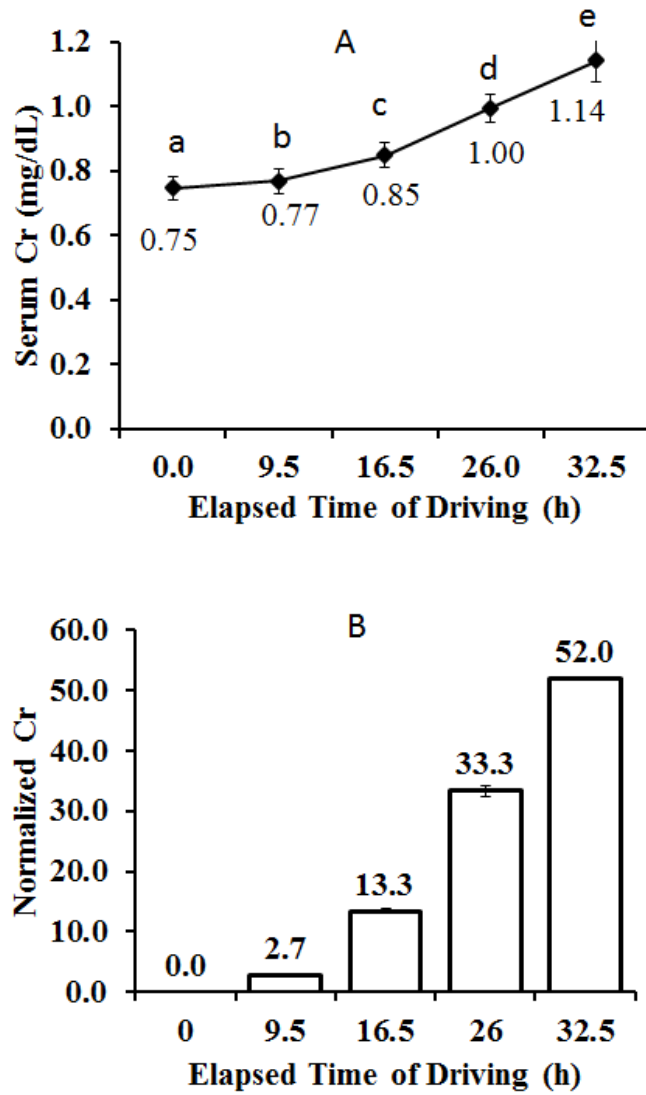 A
e
1.2
d
1.0
c
1.14
b
a
0.8
1.00
0.85
0.77
0.75
0.6
0.4
0.2
0.0
Serum Cr (mg/dL)
0.0 9.5 16.5 26.0 32.5
Elapsed Time of Driving (h)
B
60.0
52.0
50.0
40.0
33.3
30.0
20.0
13.3
10.0
2.7
0.0
0.0
Normalized Cr
0 9.5 16.5 26 32.5
Elapsed Time of Driving (h)